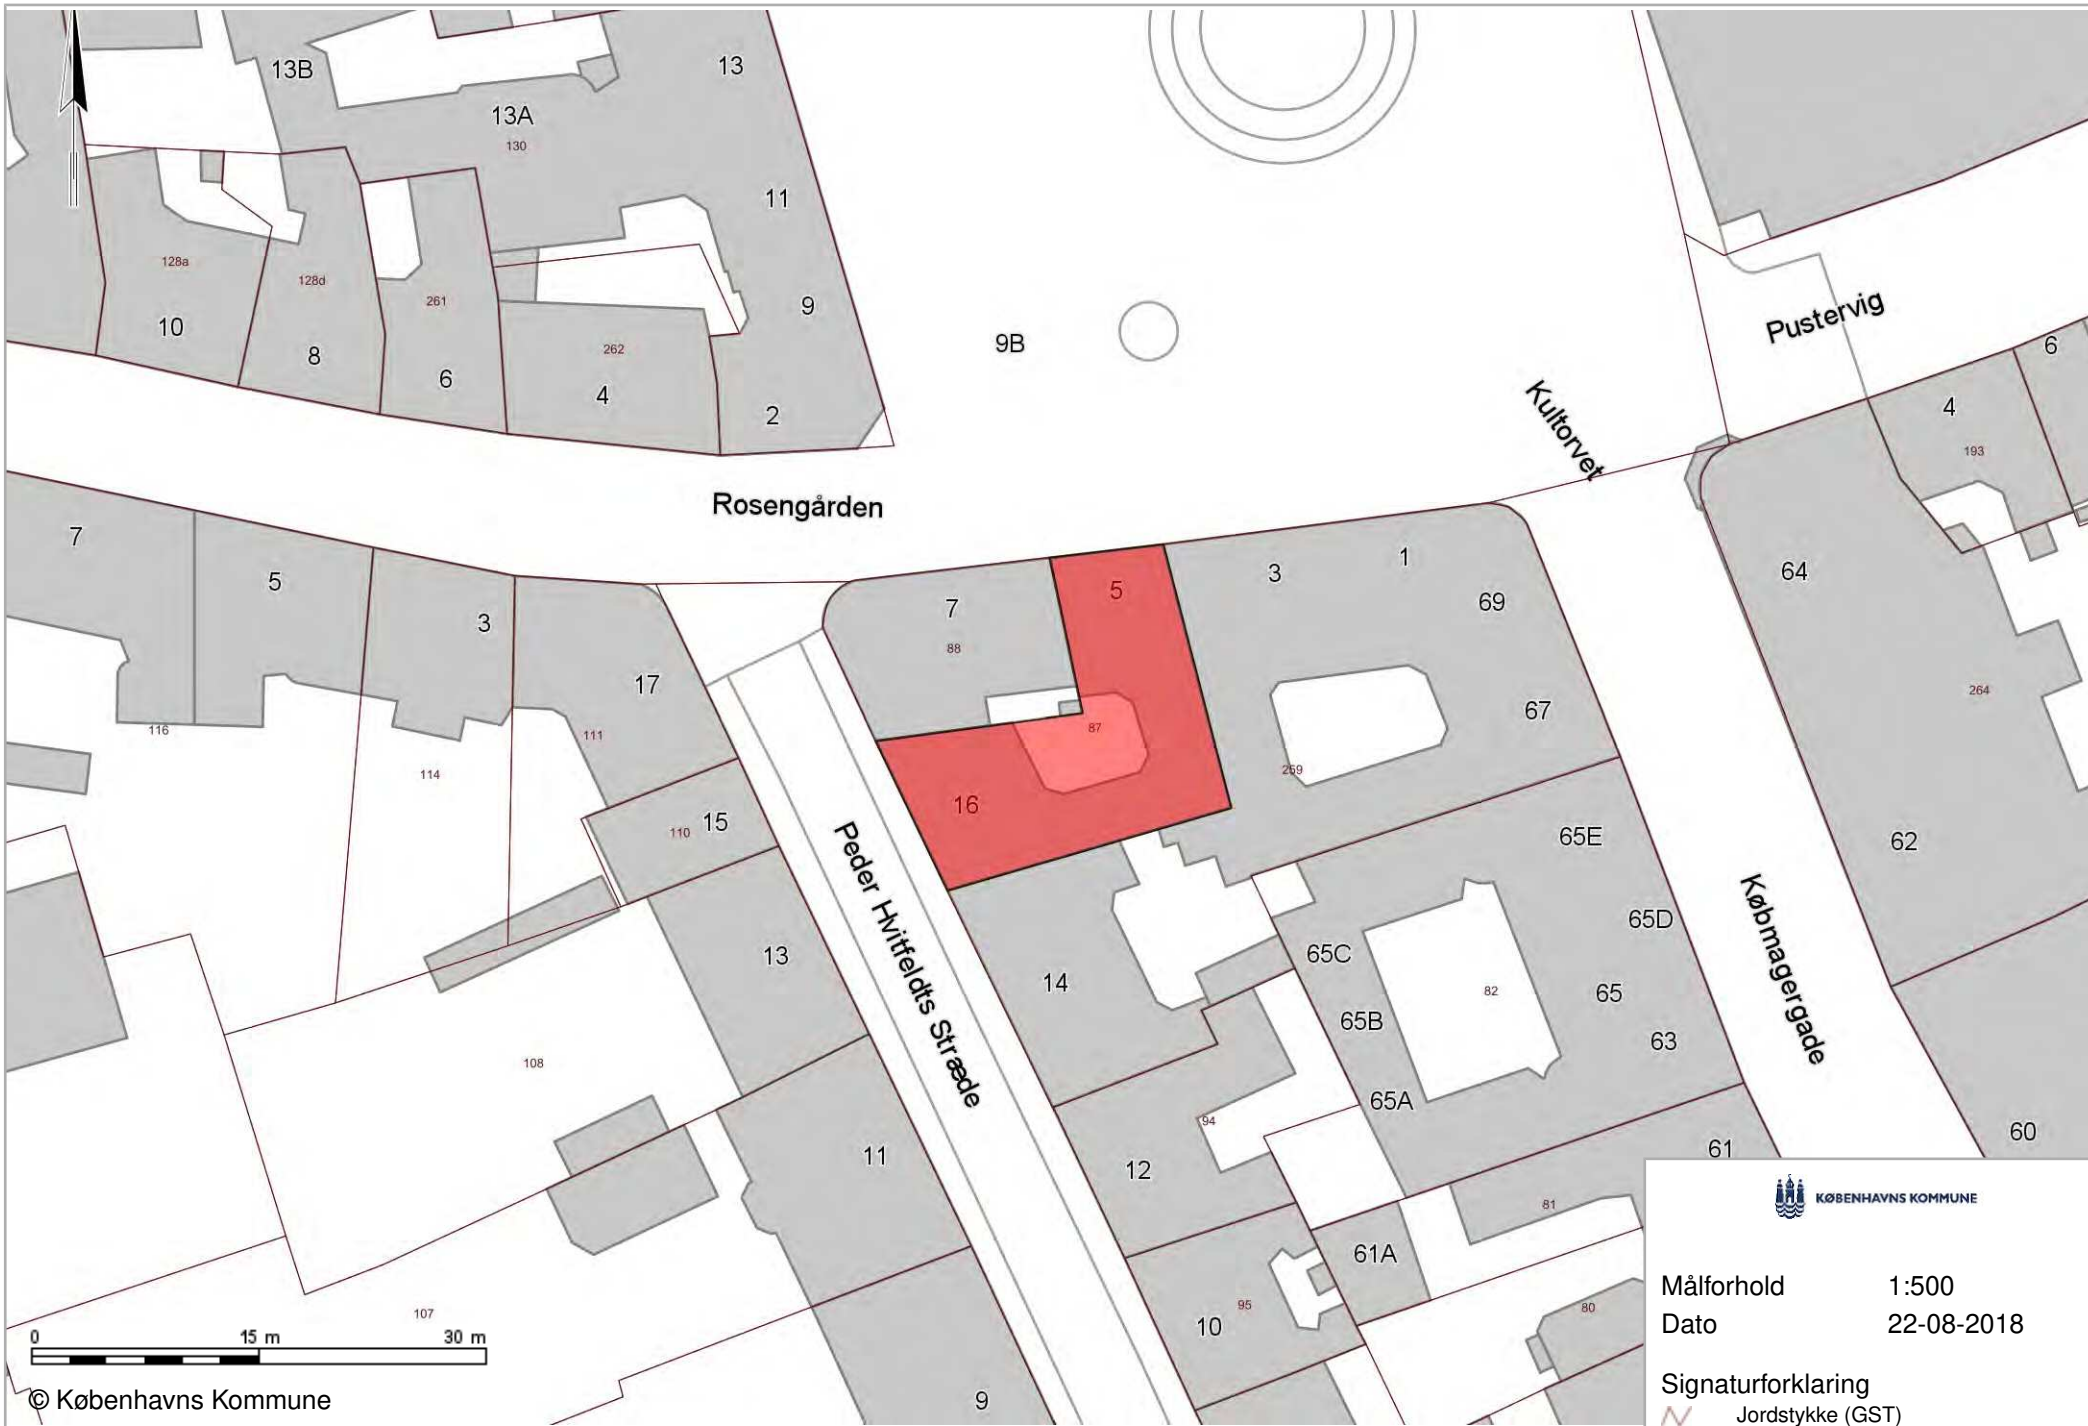 13B
13
13A
130
11
128a
128d
261
9
Pustervig
10
262
9B
6
8
6
4
Kultorvet
4
2
193
Rosengården
7
5
3
1
64
5
7
69
3
88
17
264
116
111
87
67
114
259
16
110
15
65E
62
Peder Hvitfeldts Stræde
65D
Købmagergade
13
65C
14
82
65
65B
63
108
65A
94
60
11
12
61
81
KØBENHAVNS KOMMUNE
61A
95
107
80
10
Målforhold 1:500
Dato 22-08-2018
0 15 m 30 m
Signaturforklaring
© Københavns Kommune
9
Jordstykke (GST)